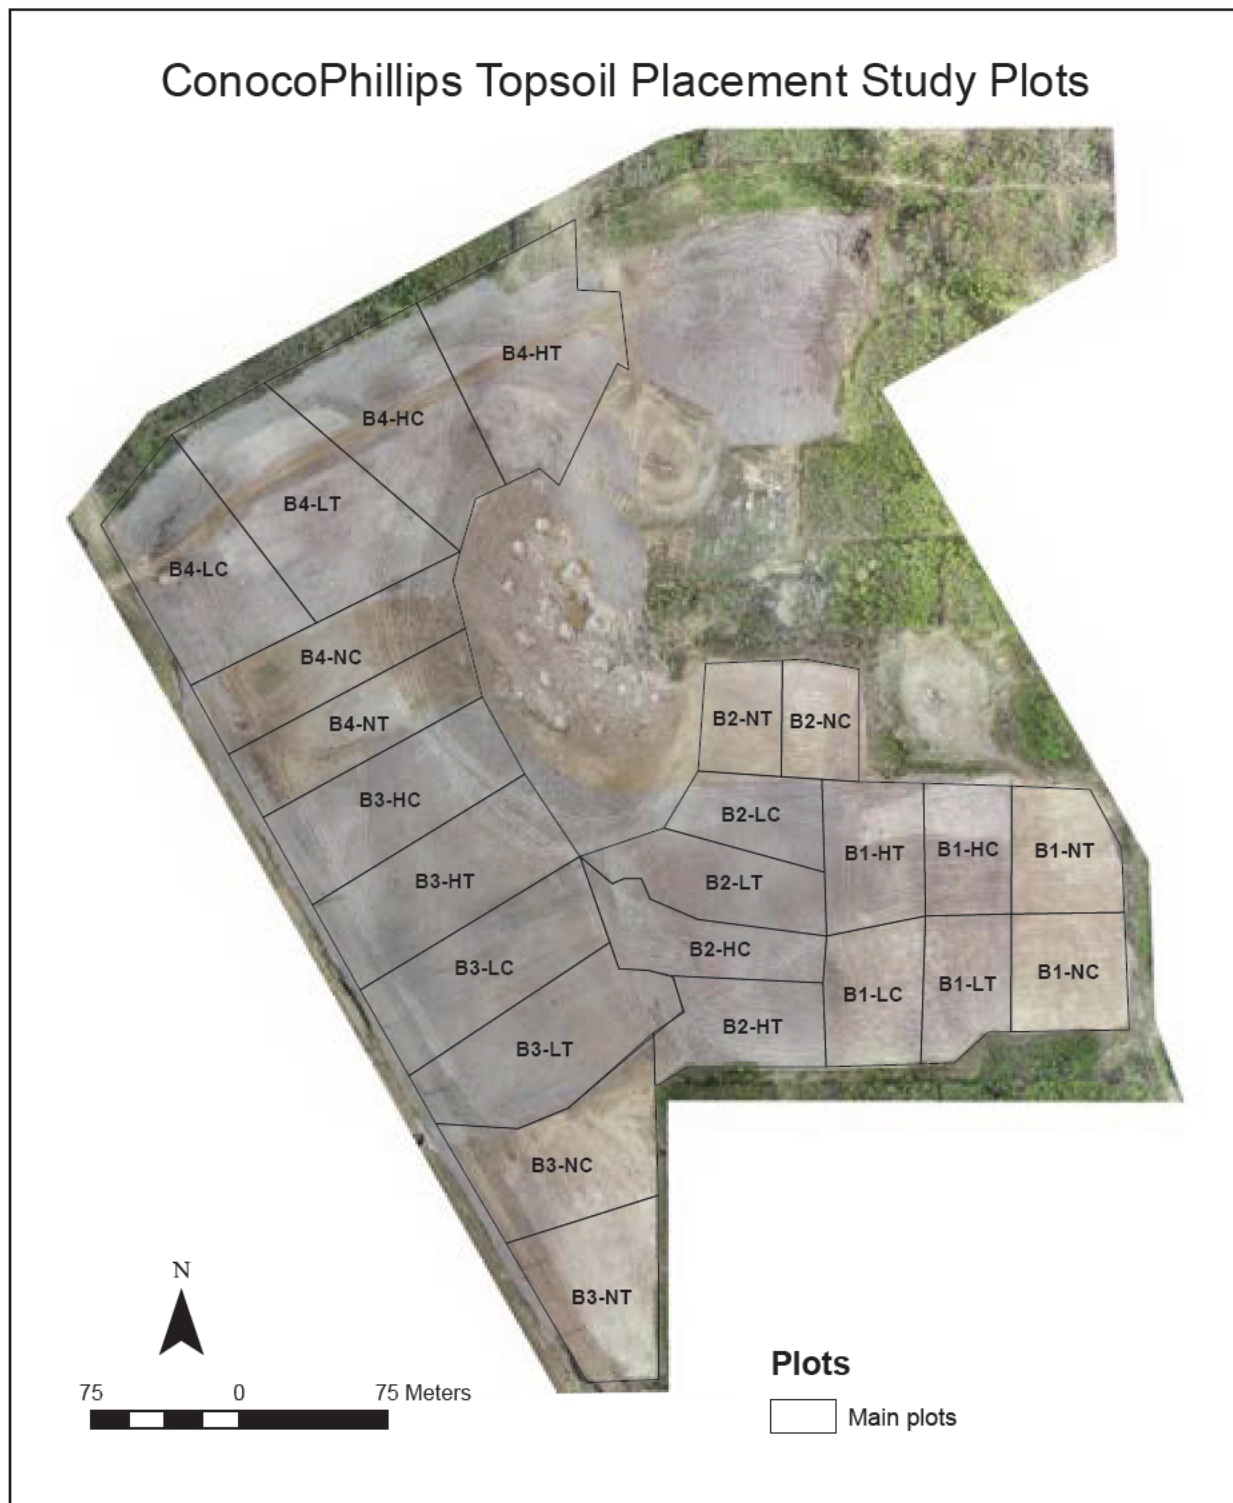 ConocoPhillips Topsoil Placement Study Plots
B4-HT
B4-HC
B4-LT
B4-LC
B4-NC
B4-NT
B2-NT
B2-NC
B3-HC
B2-LC
B1-HT
B1-HC
B1-NT
B3-HT
B2-LT
B2-HC
B3-LC
B1-NC
B1-LT
B1-LC
B2-HT
B3-LT
B3-NC
B3-NT
N
75 0 75 Meters
Plots
Main plots